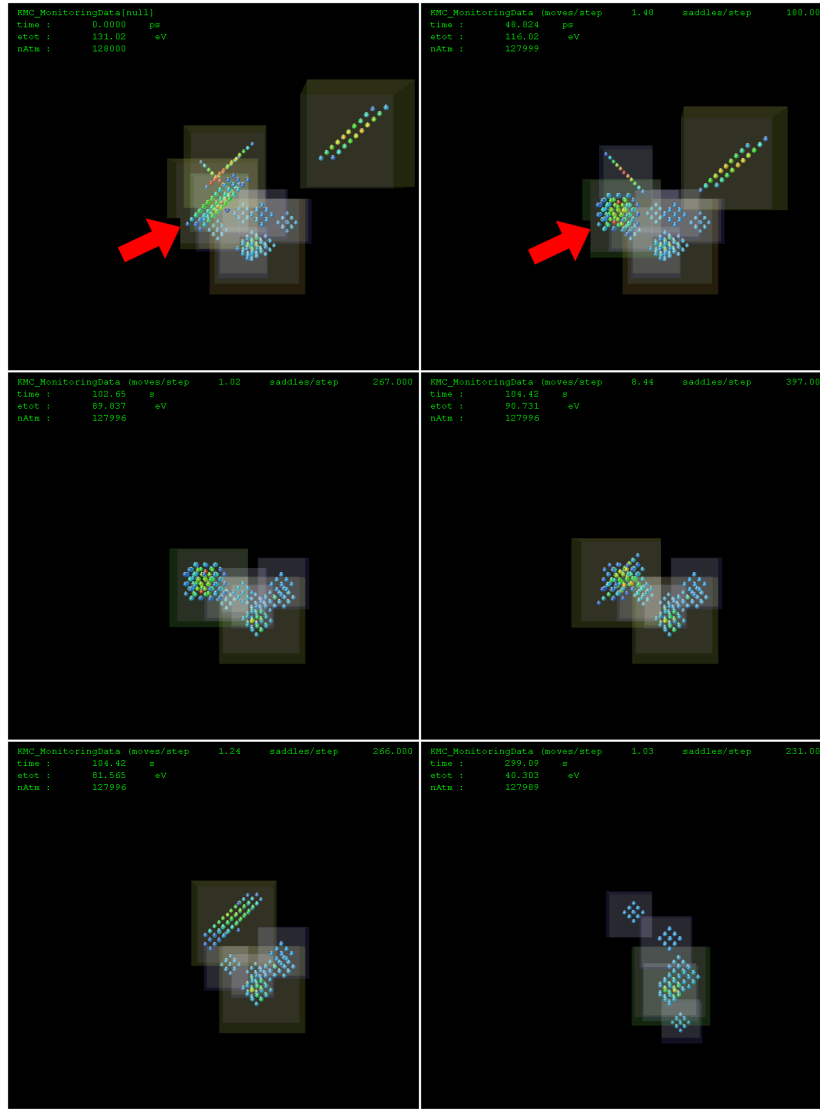 KMC_MonitoringData[null]
time : 0.0000 ps
etot : 131.02 eV
nAtm : 128000
KMC_MonitoringData (moves/step 1.48 saddles/step 180.00
time : 48.824 ps
etot : 116.02 eV
nAtm : 127999
KMC_MonitoringData (moves/step 1.02 saddles/step 267.000
time : 102.65 s
etot : 89.837 eV
nAtm : 127996
KMC_MonitoringData (moves/step 8.44 saddles/step 397.00
time : 104.42 s
etot : 90.731 eV
nAtm : 127996
KMC_MonitoringData (moves/step 1.24 saddles/step 266.000
time : 104.42 s
etot : 81.565 eV
nAtm : 127996
KMC_MonitoringData (moves/step 1.03 saddles/step 231.00
time : 299.09 s
etot : 40.303 eV
nAtm : 127989